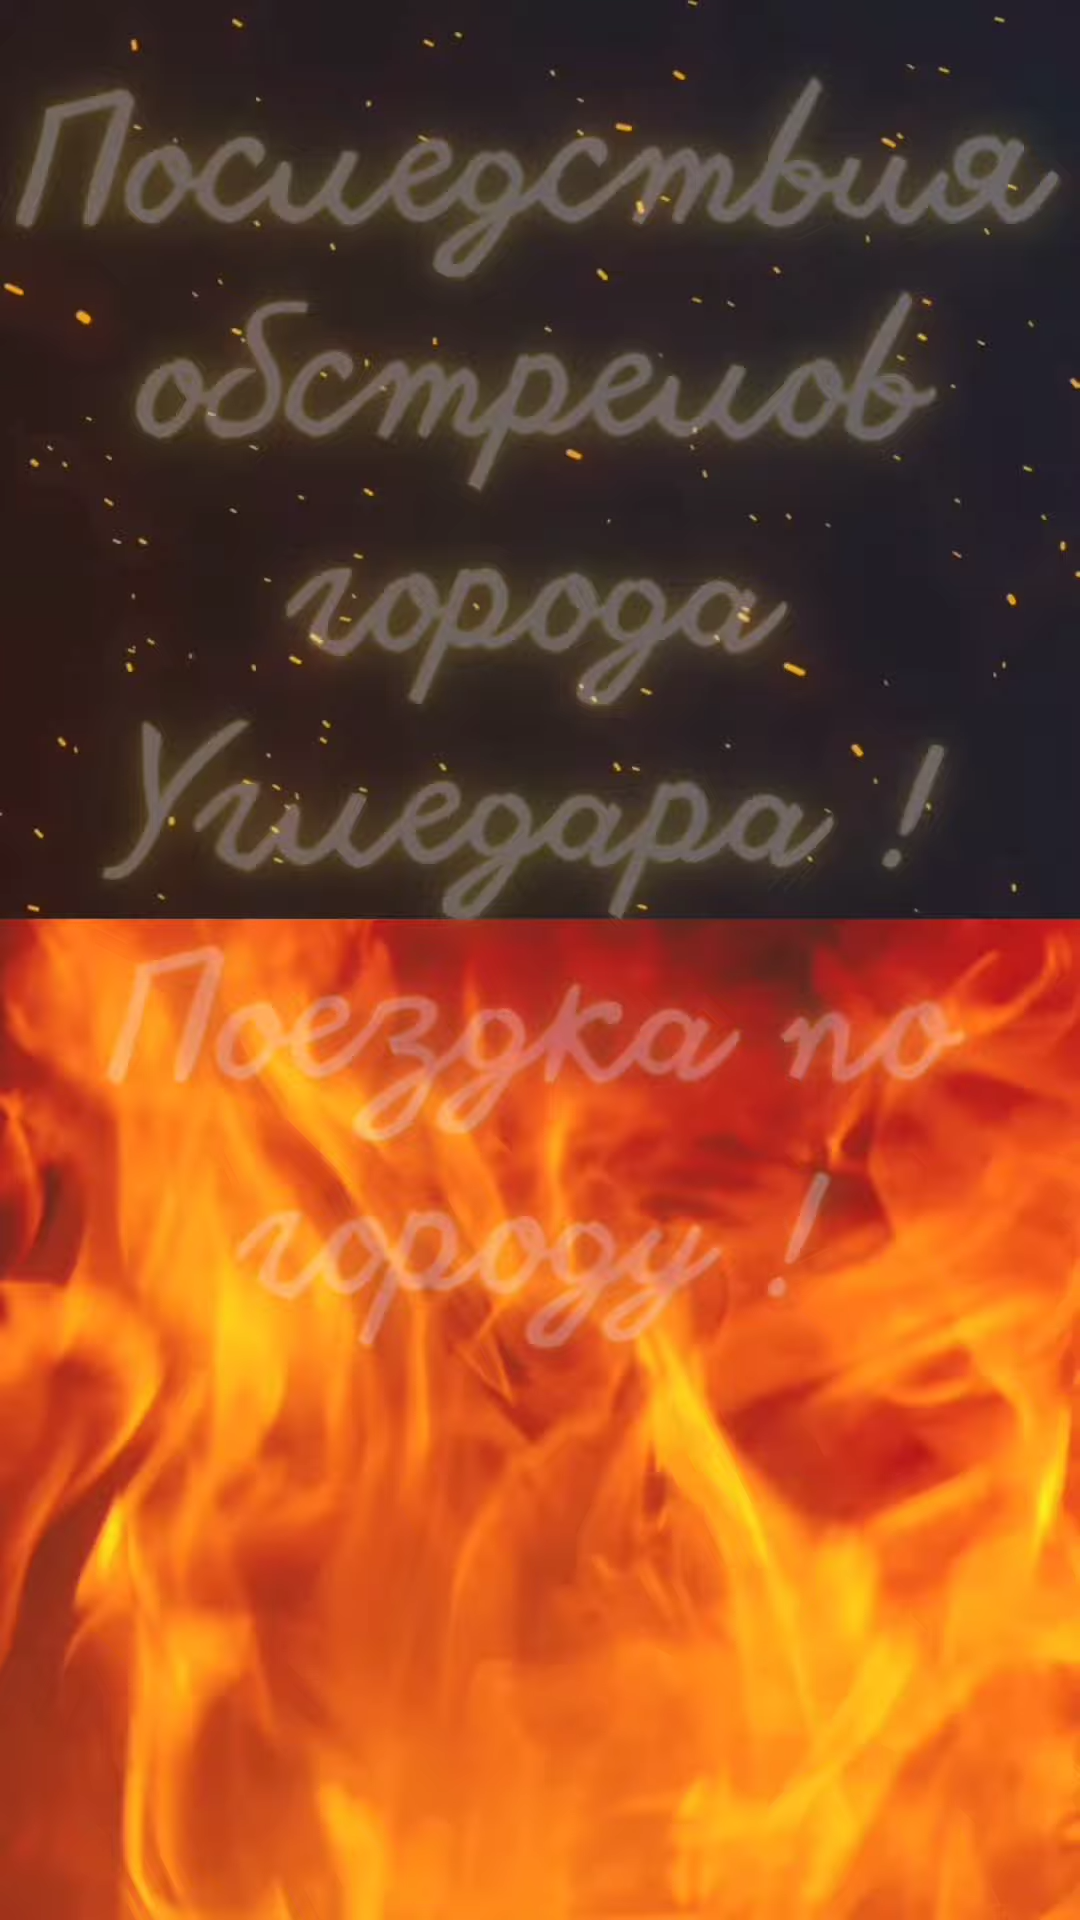 Последствия
обстрелов
города
Угледара !
Поездка по
городу !